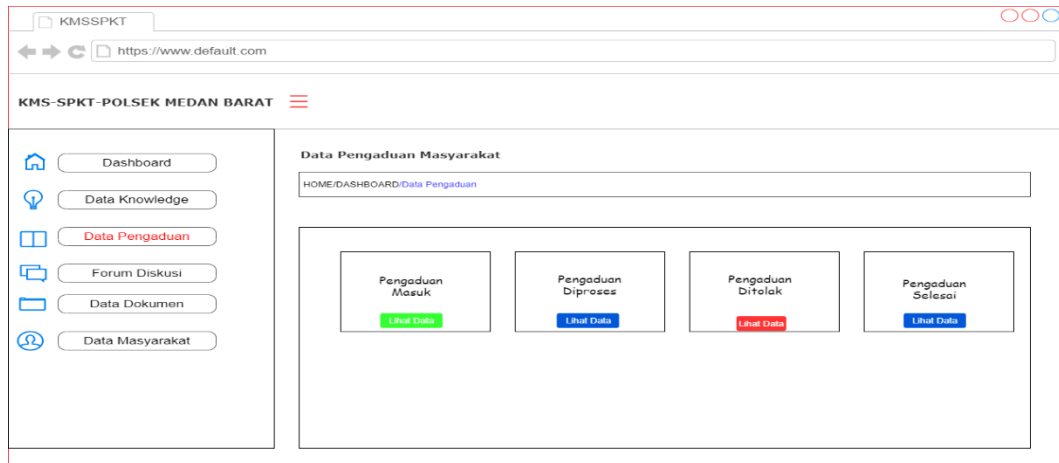 KMSSPKT
https://www.default.com
KMS-SPKT-POLSEK MEDAN BARAT
Dashboard
Data Knowledge
Data Pengaduan
Forum Diskusi
Data Dokumen
Data Masyarakat
Data Pengaduan Masyarakat
HOME/DASHBOARD/Data Pengaduan
Pengaduan
Masuk
Lihat Data
Pengaduan
Diproses
Lihat Data
Pengaduan
Ditolak
Lihat Data
Pengaduan
Selesai
Lihat Data